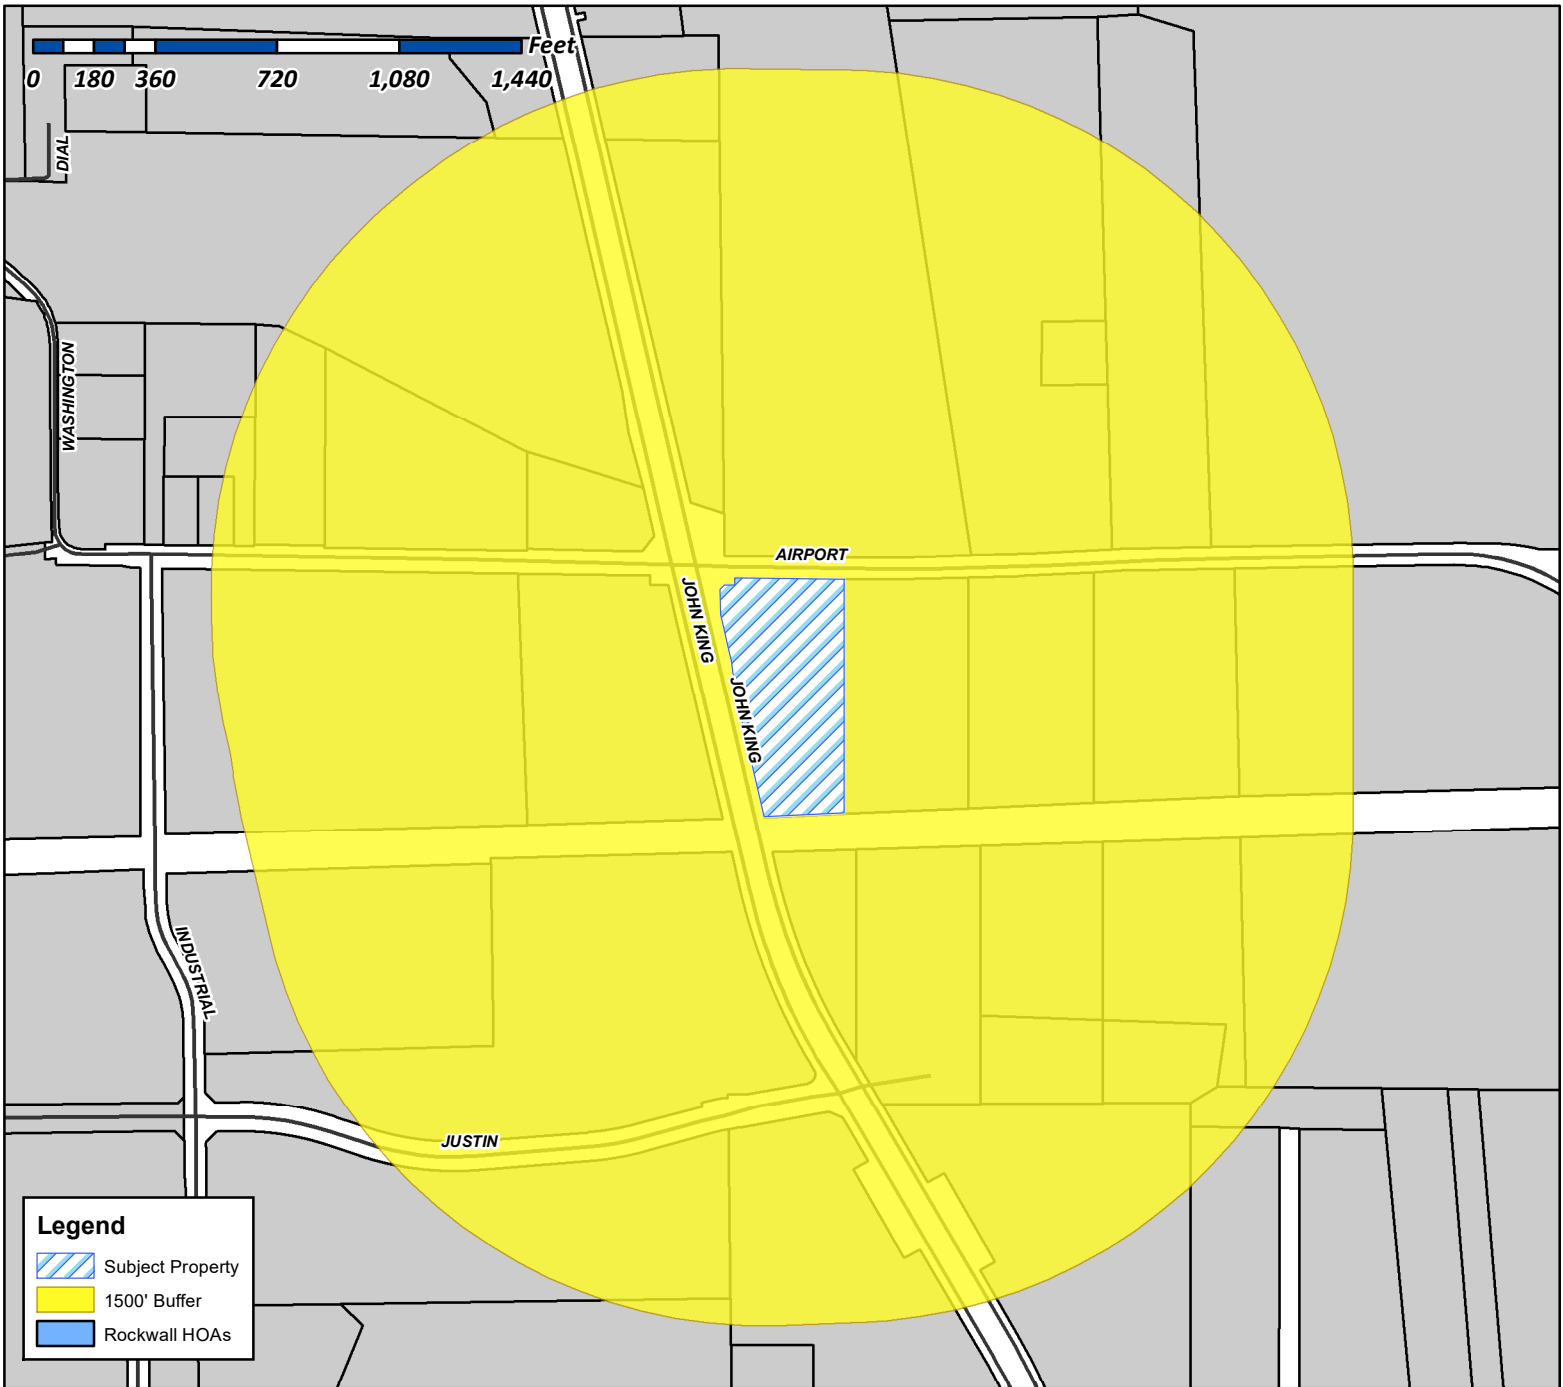 Feet
0 180 360 720 1,080 1,440
DIAL
WASHINGTON
AIRPORT
JOHN KING
JOHN KING
INDUSTRIAL
JUSTIN
Legend
Subject Property
1500' Buffer
Rockwall HOAs